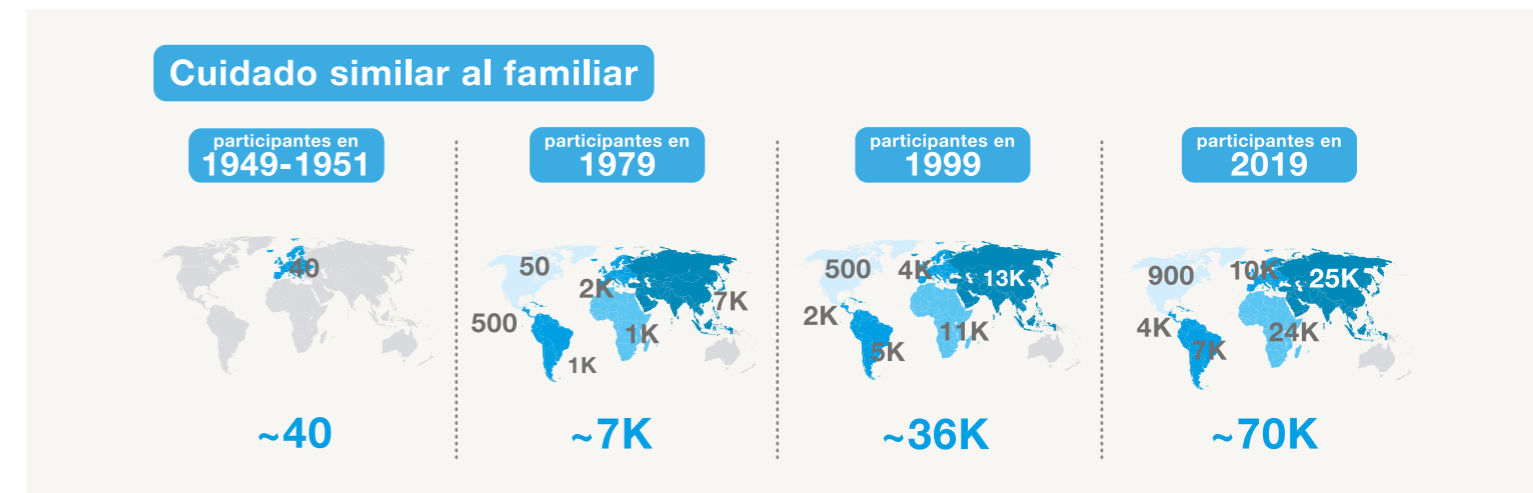 Cuidado similar al familiar
participantes en
1949-1951
40
~40
participantes en
1979
50
2K
7K
500
1K
1K
~7K
participantes en
1999
500
4K
13K
2K
11K
5K
~36K
participantes en
2019
900
10K
25K
4K
24K
7K
~70K